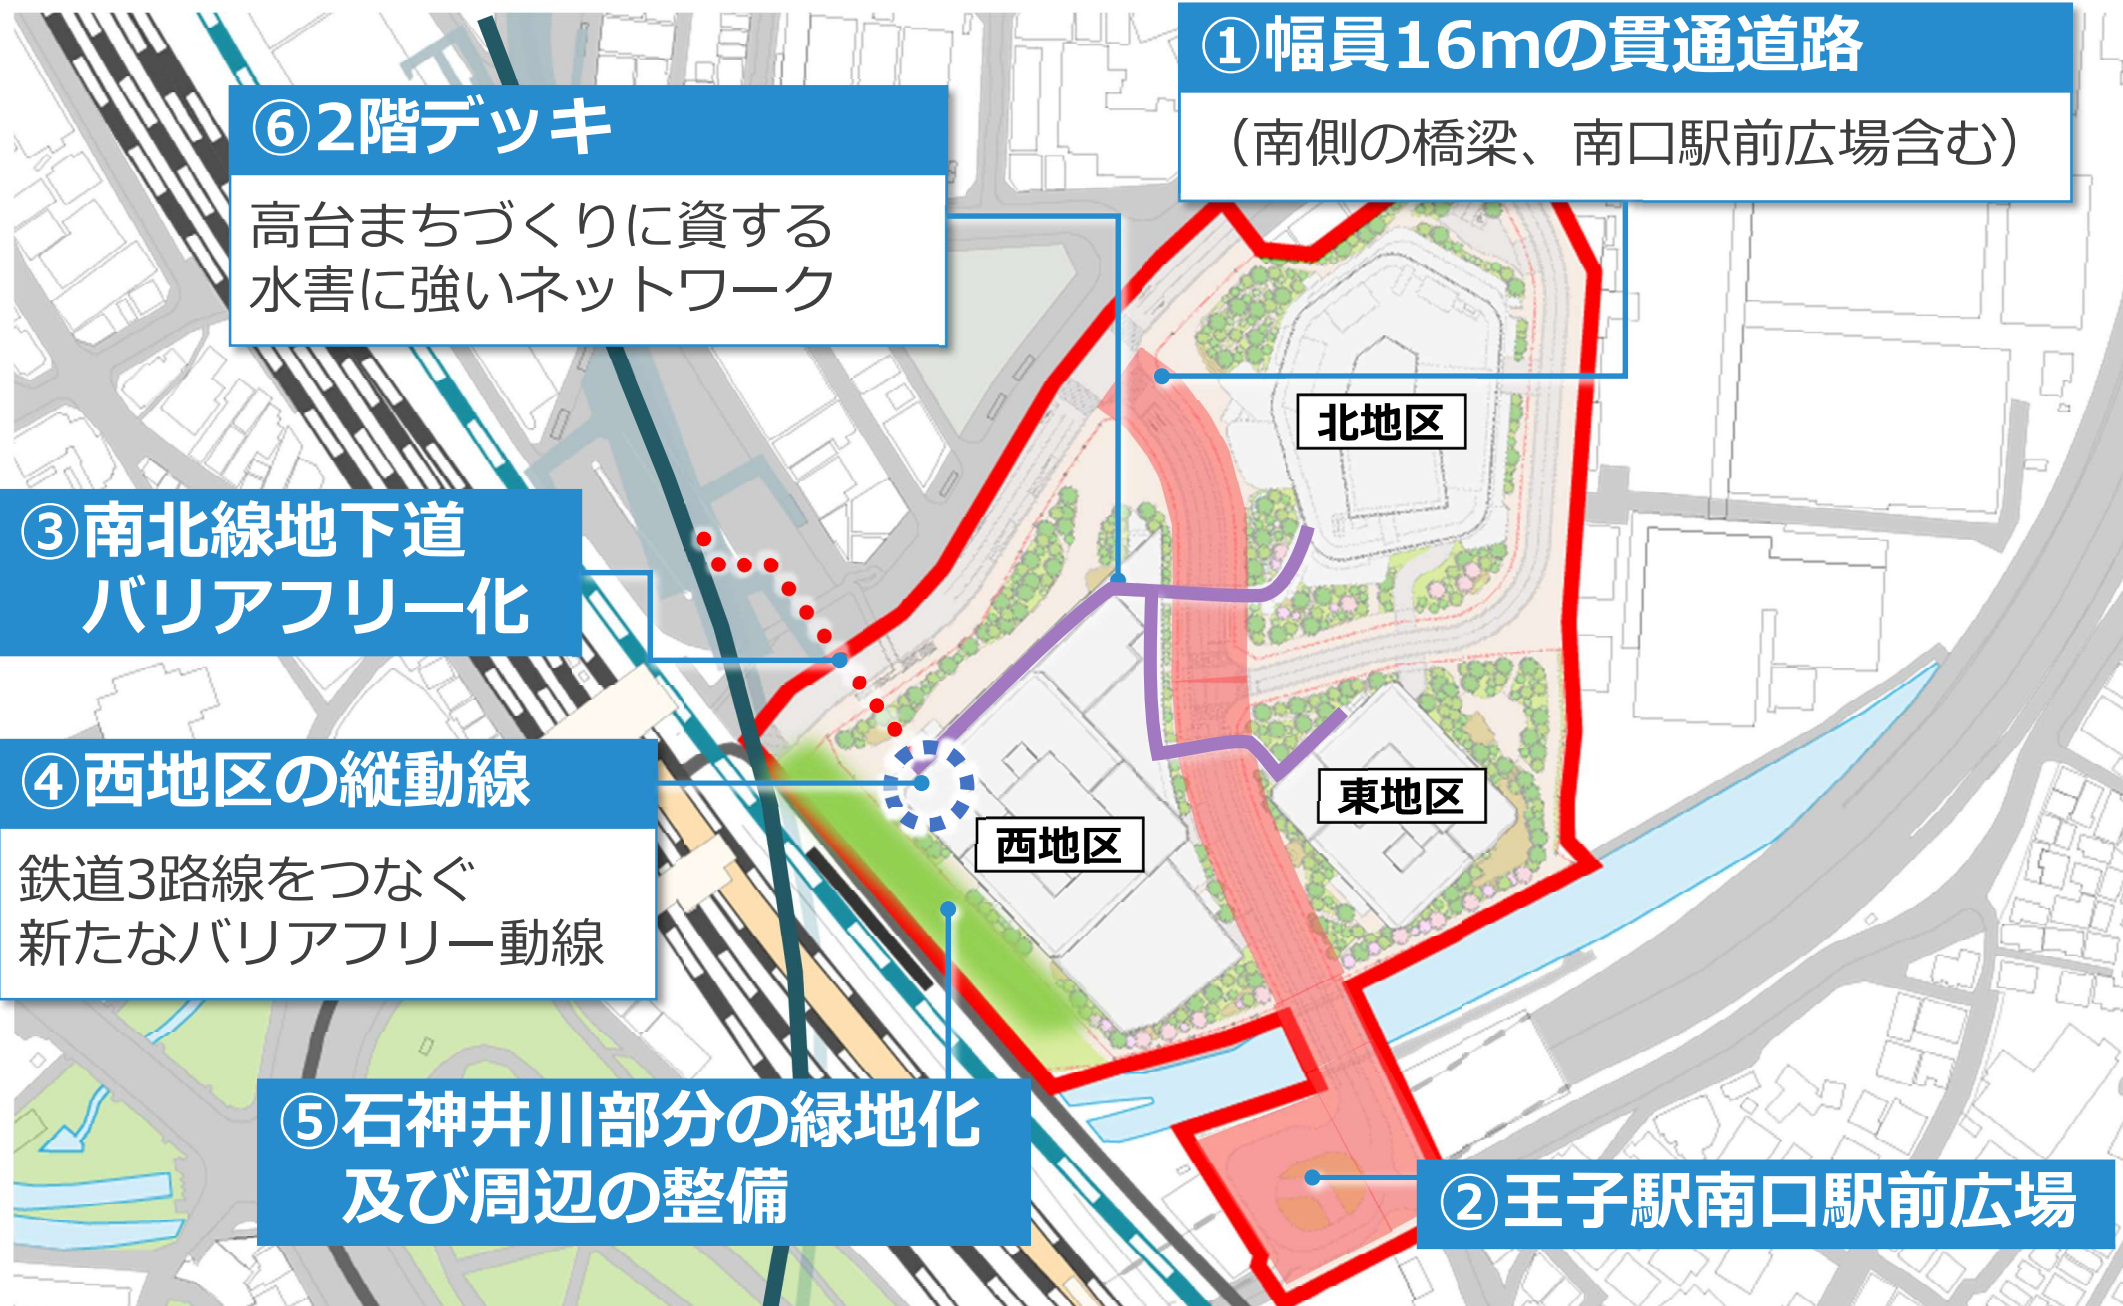 ①幅員16mの貫通道路
（南側の橋梁、南口駅前広場含む）
⑥2階デッキ
高台まちづくりに資する
水害に強いネットワーク
北地区
③南北線地下道
バリアフリー化
④西地区の縦動線
鉄道3路線をつなぐ
新たなバリアフリー動線
東地区
西地区
⑤石神井川部分の緑地化
及び周辺の整備
②王子駅南口駅前広場